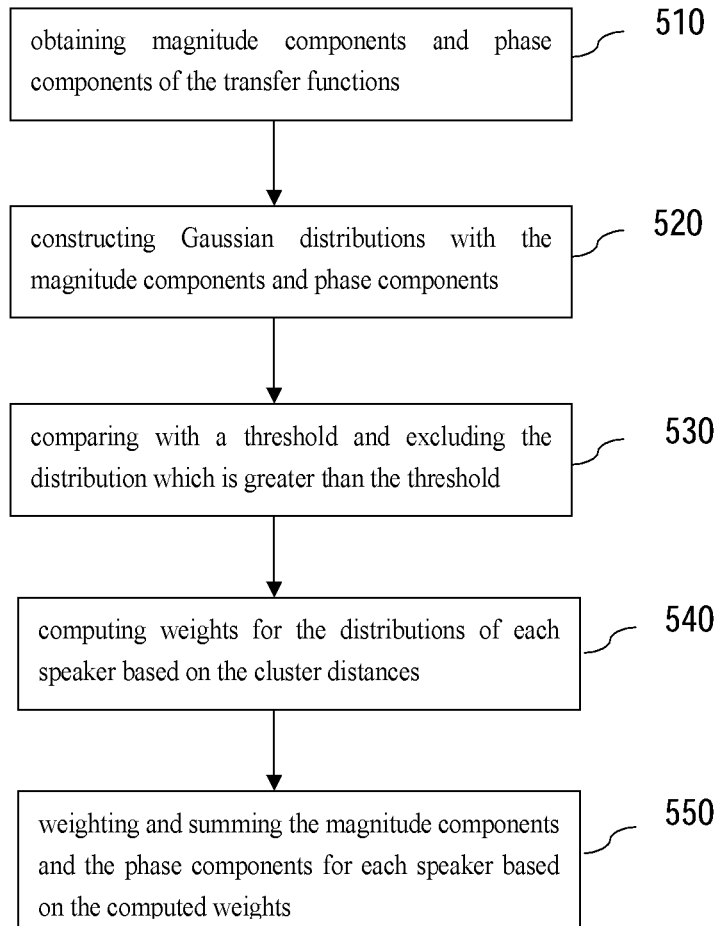 obtaining magnitude components and phase
components of the transfer functions
510
constructing Gaussian distributions with the
magnitude components and phase components
520
comparing with a threshold and excluding the
distribution which is greater than the threshold
530
computing weights for the distributions of each
speaker based on the cluster distances
540
weighting and summing the magnitude components
and the phase components for each speaker based
on the computed weights
550